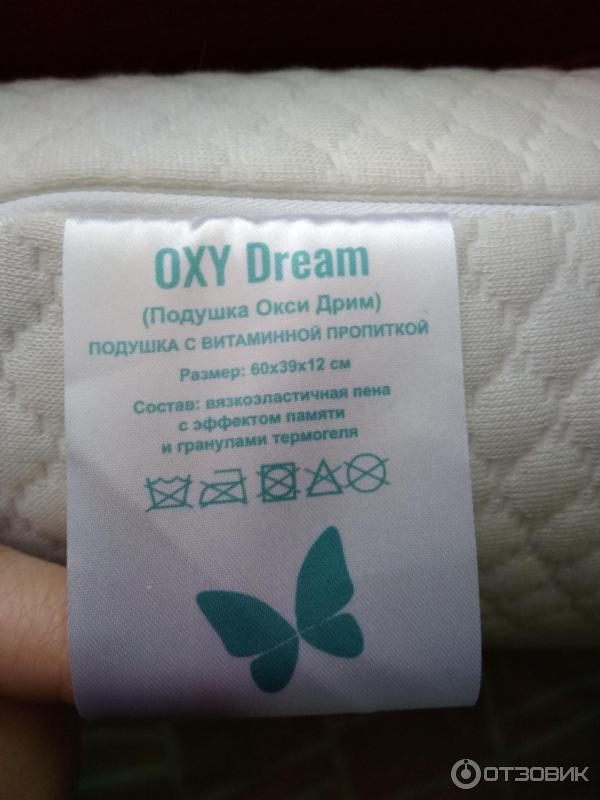 OXY Dream
(Подушка Окси Дрим)
ПОДУШКА С ВИТАМИННОЙ ПРОПИТКОЙ
Размер: 60х39х12 см
Состав: вязкоэластичная пена
с эффектом памяти
и гранулами термогеля
ОТЗОВИК